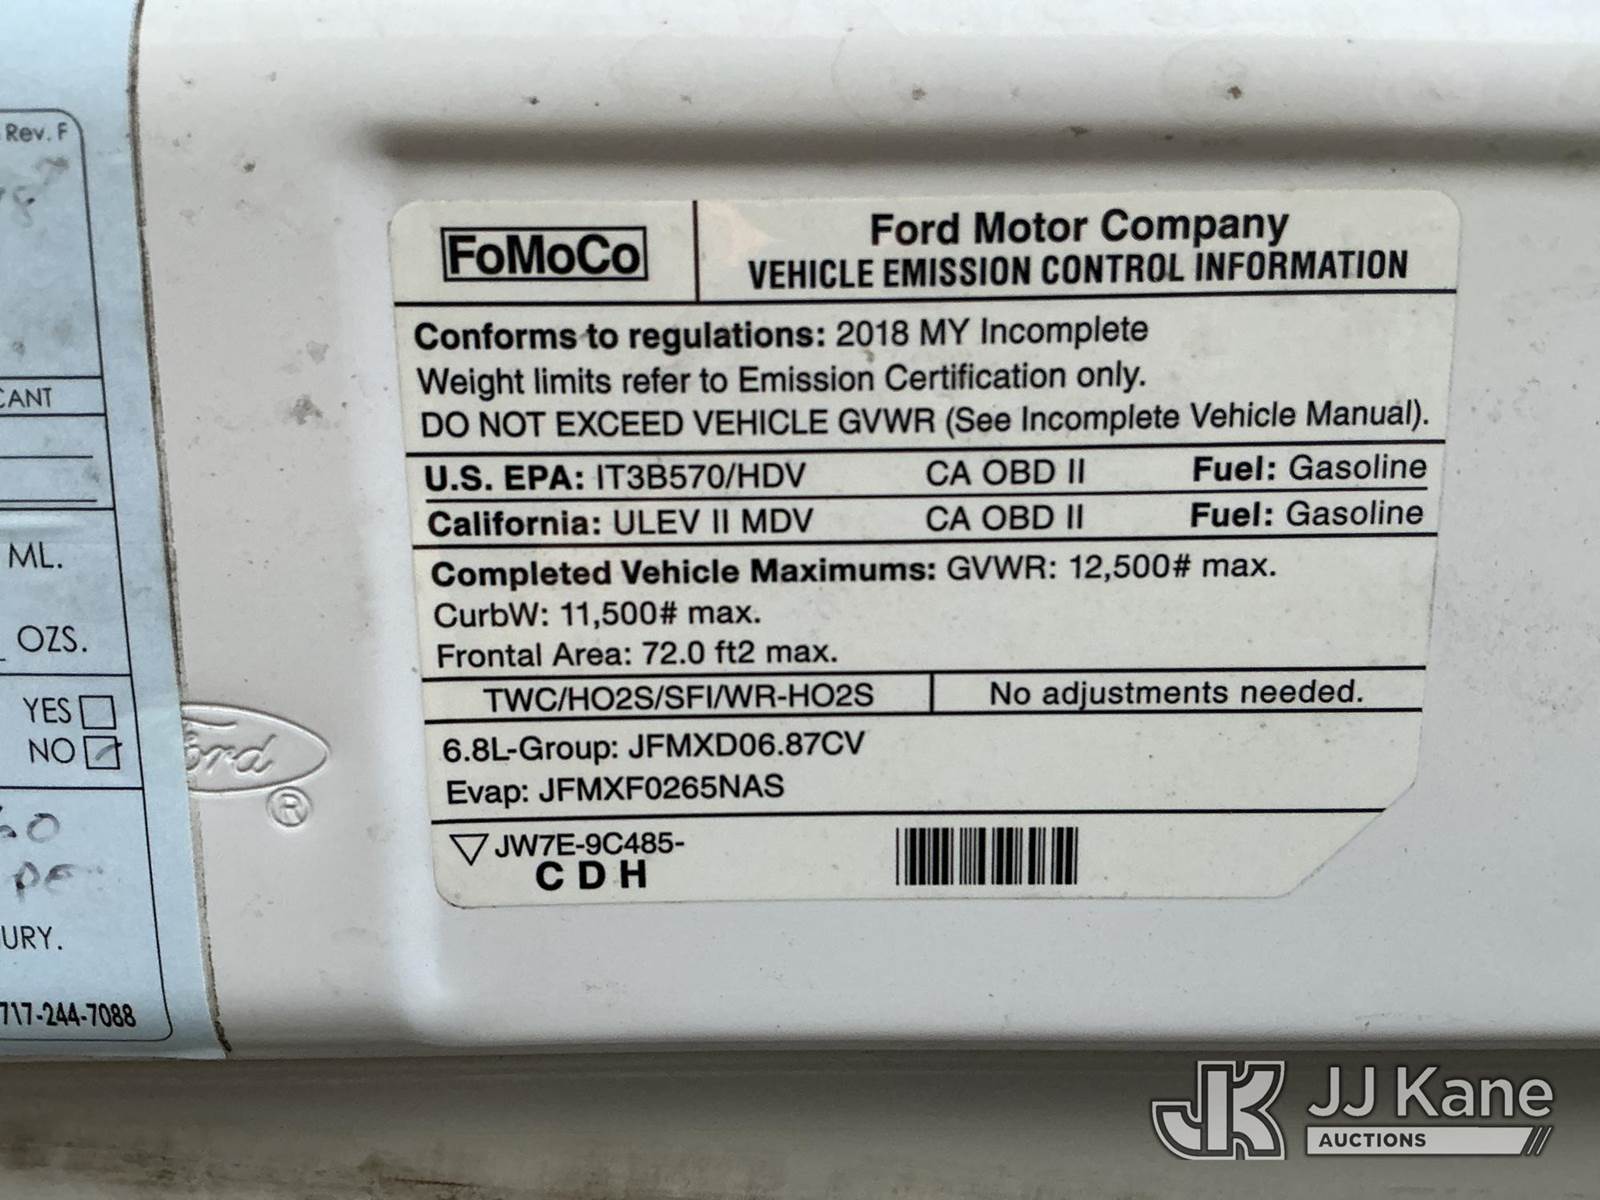 Rev. F
CANT
ML.
OZS.
YES
NO
URY.
717-244-7088
Ford
®
FoMoCo
Ford Motor Company
VEHICLE EMISSION CONTROL INFORMATION
Conforms to regulations: 2018 MY Incomplete
Weight limits refer to Emission Certification only.
DO NOT EXCEED VEHICLE GVWR (See Incomplete Vehicle Manual).
U.S. EPA: IT3B570/HDV CA OBD II Fuel: Gasoline
California: ULEV II MDV CA OBD II Fuel: Gasoline
Completed Vehicle Maximums: GVWR: 12,500# max.
CurbW: 11,500# max.
Frontal Area: 72.0 ft2 max.
TWC/HO2S/SFI/WR-HO2S No adjustments needed.
6.8L-Group: JFMXD06.87CV
Evap: JFMXF0265NAS
JW7E-9C485-
C D H
JK JJ Kane
AUCTIONS